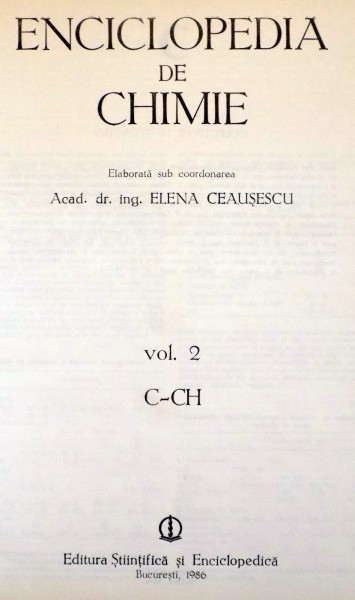 ENCICLOPEDIA
DE
CHIMIE
Elaborată sub coordonarea
Acad. dr. ing. ELENA CEAUȘESCU
vol. 2
C-CH
Editura Științifică și Enciclopedică
București, 1986